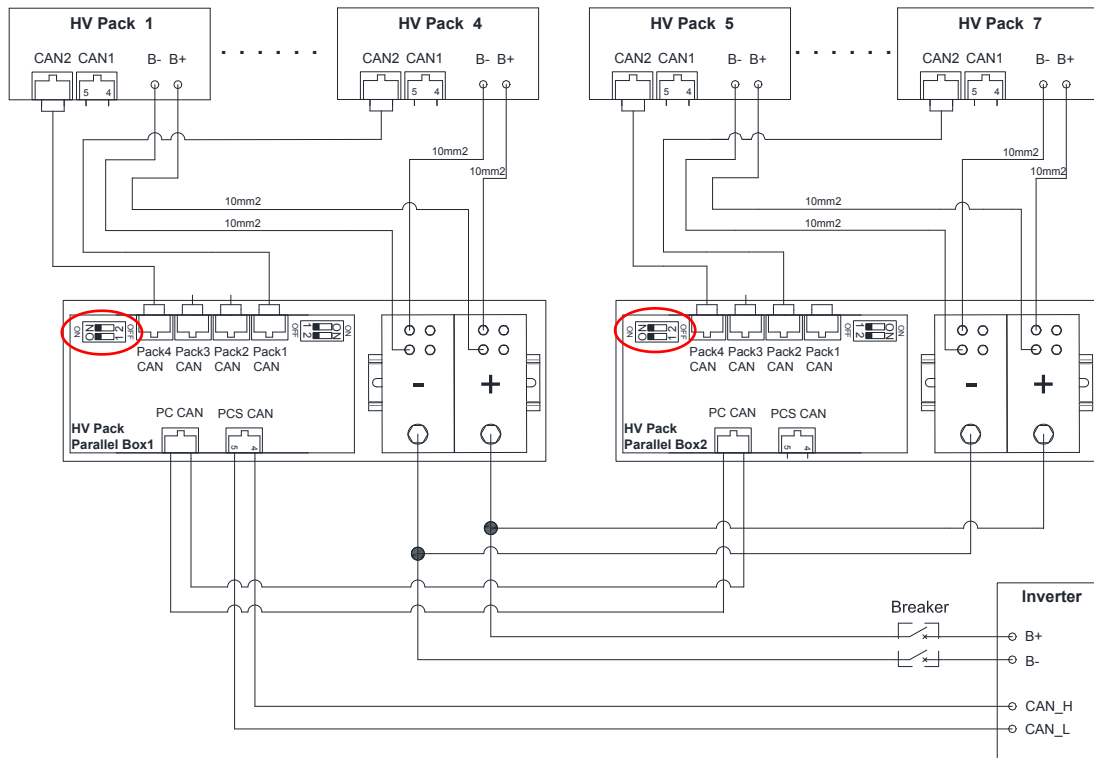 HV Pack 1
HV Pack 4
HV Pack 5
HV Pack 7
CAN2 CAN1 B- B+
CAN2 CAN1 B- B+
CAN2 CAN1 B- B+
CAN2 CAN1 B- B+
5 4
5 4
5 4
5 4
10mm2
10mm2
10mm2
10mm2
10mm2
10mm2
10mm2
10mm2
ON
ON
1 2
OFF
OFF
1 2
ON
ON
ON
ON
1 2
OFF
OFF
1 2
ON
ON
Pack4 CAN
Pack3 CAN
Pack2 CAN
Pack1 CAN
Pack4 CAN
Pack3 CAN
Pack2 CAN
Pack1 CAN
- +
- +
PC CAN PCS CAN
5 4
HV Pack
Parallel Box1
PC CAN PCS CAN
5 4
HV Pack
Parallel Box2
Breaker
Inverter
B+
B-
CAN_H
CAN_L